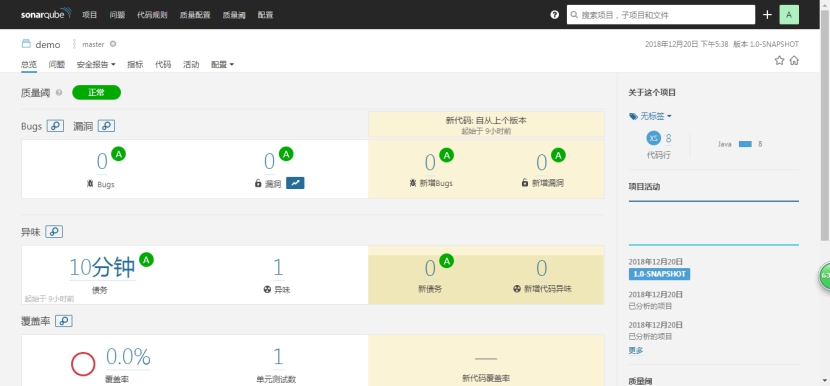 sonarqube 项目 问题 代码规则 质量配置 质量阈 配置 搜索项目，子项目和文件 A
demo master 2018年12月20日 下午5:38 版本 1.0-SNAPSHOT
总览 问题 安全报告 指标 代码 活动 配置
质量阈 正常
Bugs 漏洞
新代码: 自从上个版本
起始于 9小时前
0 A 0 A 0 A 0 A
Bugs 漏洞 新增Bugs 新增漏洞
异味
10分钟 A 1 0 A 0
债务 异味 新债务 新增代码异味
起始于 9小时前
覆盖率
0.0% 1 —
覆盖率 单元测试数 新代码覆盖率
关于这个项目
无标签
XS 8 Java 8
代码行
项目活动
2018年12月20日
1.0-SNAPSHOT
2018年12月20日
已分析的项目
2018年12月20日
已分析的项目
更多
质量阈